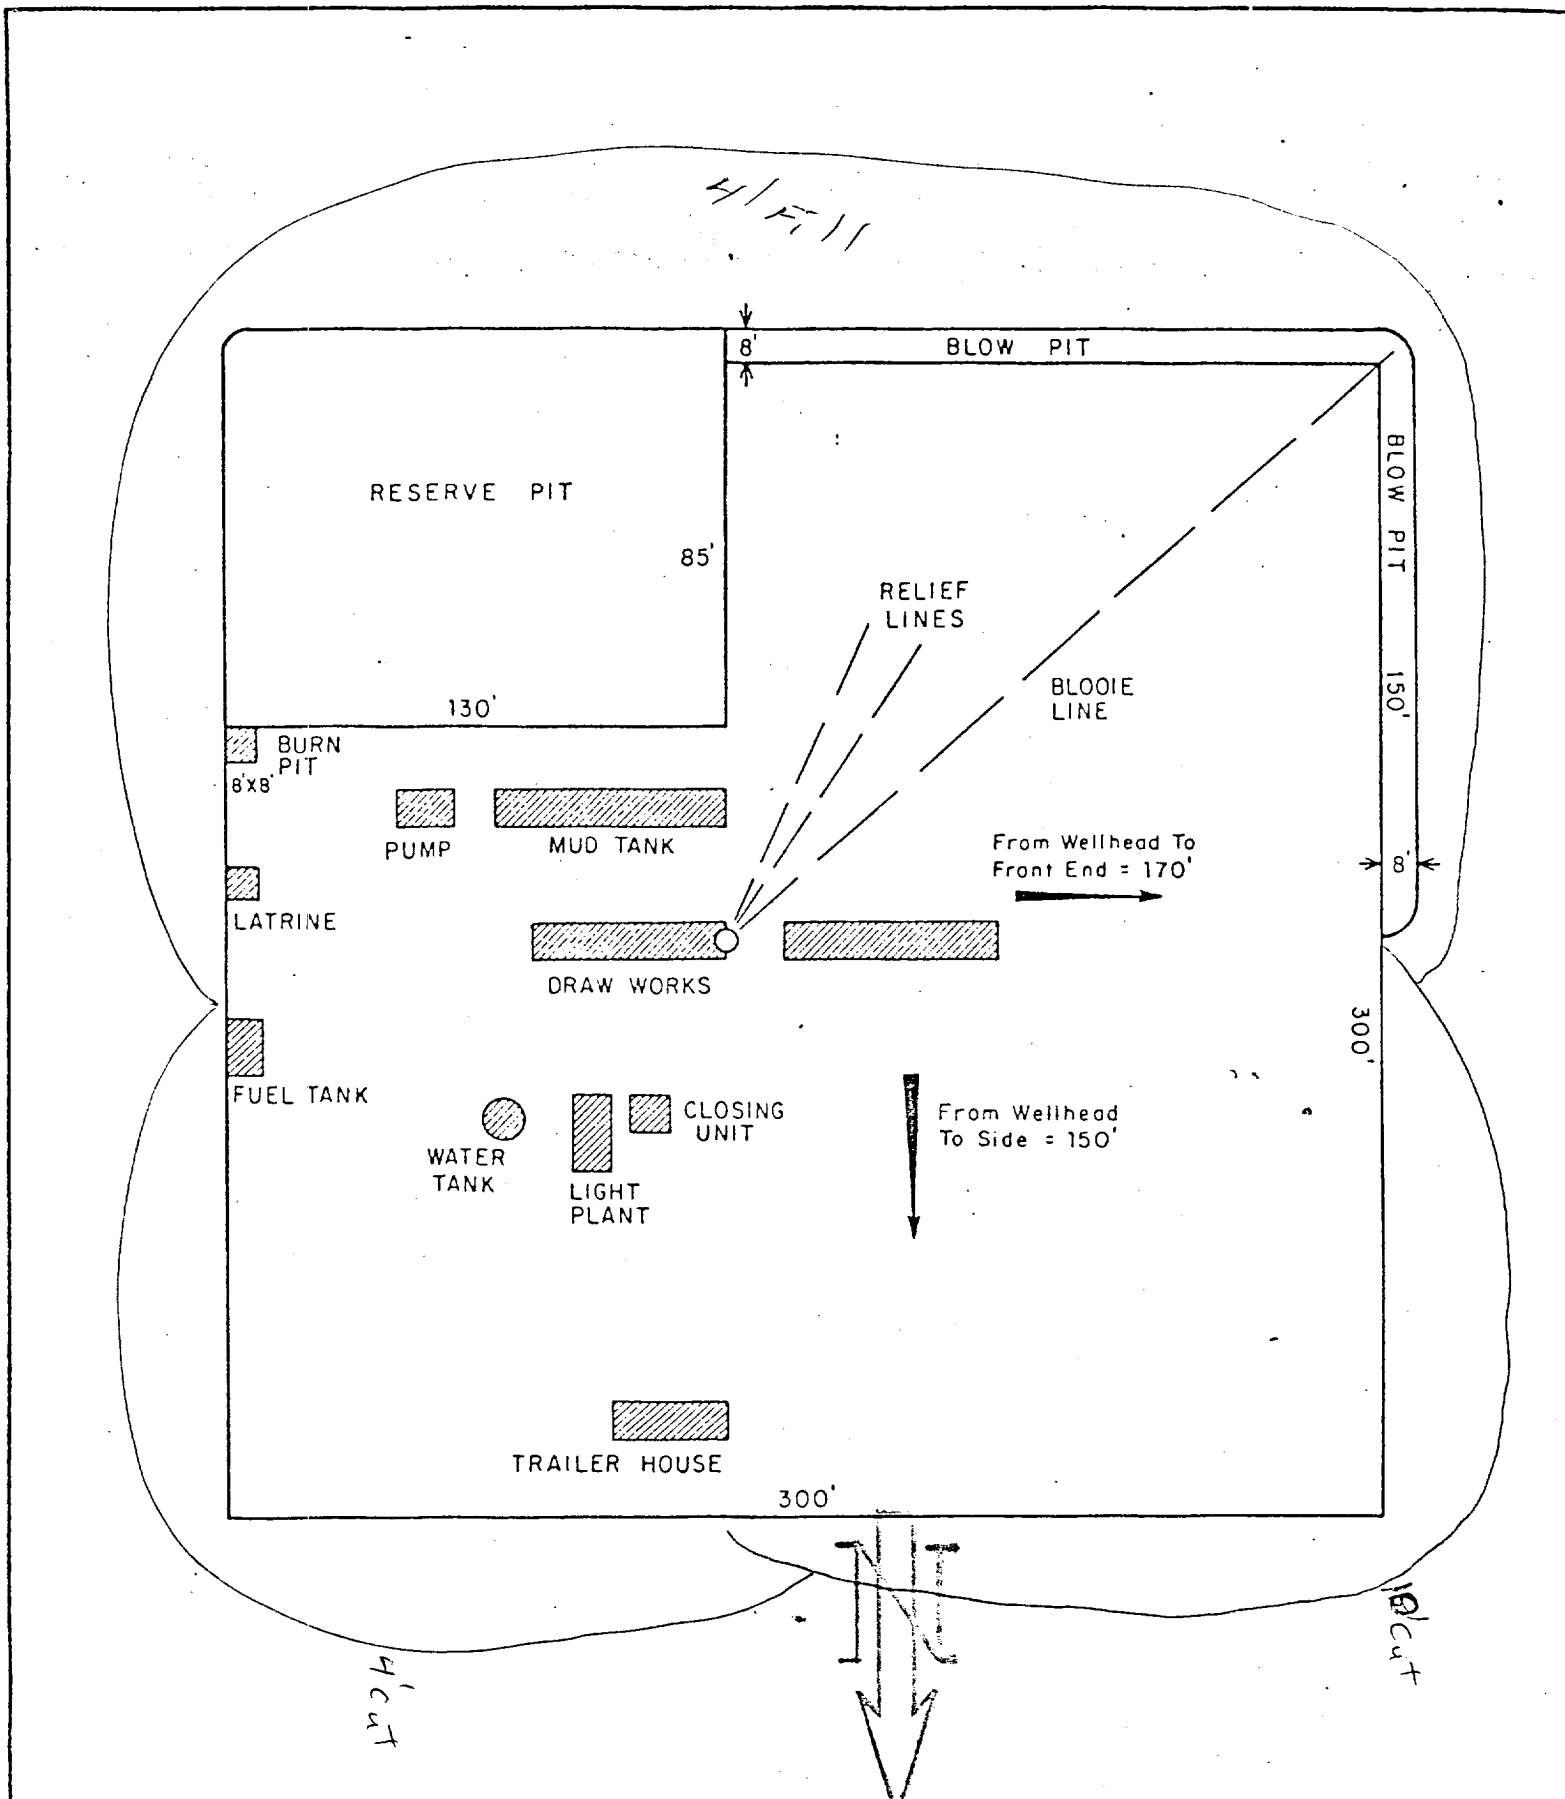 4' Fill
8'
BLOW PIT
BLOW PIT
RESERVE PIT
85'
RELIEF
LINES
BLOOIE
LINE
150'
130'
BURN
PIT
8'X8'
PUMP
MUD TANK
From Wellhead To
Front End = 170'
8'
LATRINE
DRAW WORKS
300'
FUEL TANK
CLOSING
UNIT
From Wellhead
To Side = 150'
WATER
TANK
LIGHT
PLANT
TRAILER HOUSE
300'
N
4' cut